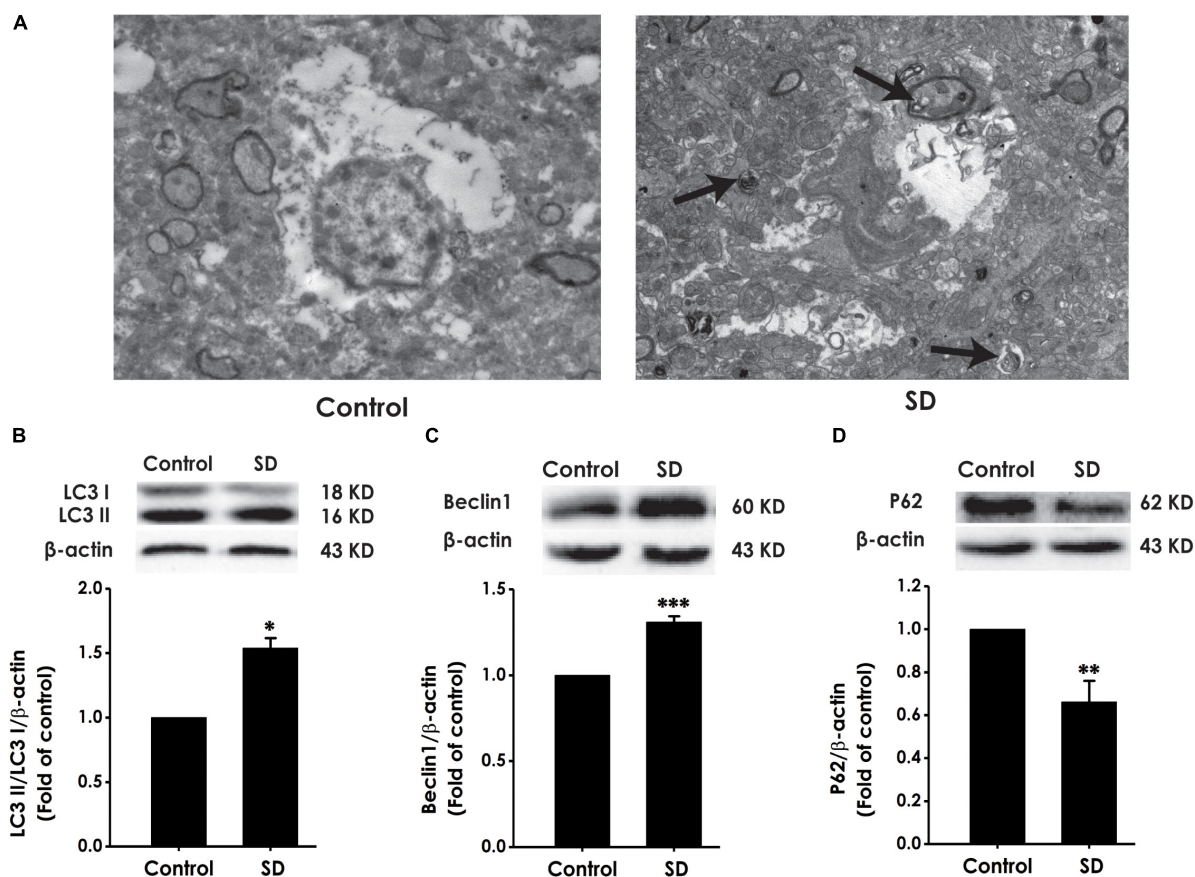 A
Control
SD
B
Control SD
LC3 I 18 KD
LC3 II 16 KD
β-actin 43 KD
2.0
1.5
1.0
0.5
0.0
LC3 II/LC3 I/β-actin
(Fold of control)
*
Control SD
C
Control SD
Beclin1 60 KD
β-actin 43 KD
1.5
1.0
0.5
0.0
Beclin1/β-actin
(Fold of control)
***
Control SD
D
Control SD
P62 62 KD
β-actin 43 KD
1.2
1.0
0.8
0.6
0.4
0.2
0.0
P62/β-actin
(Fold of control)
**
Control SD